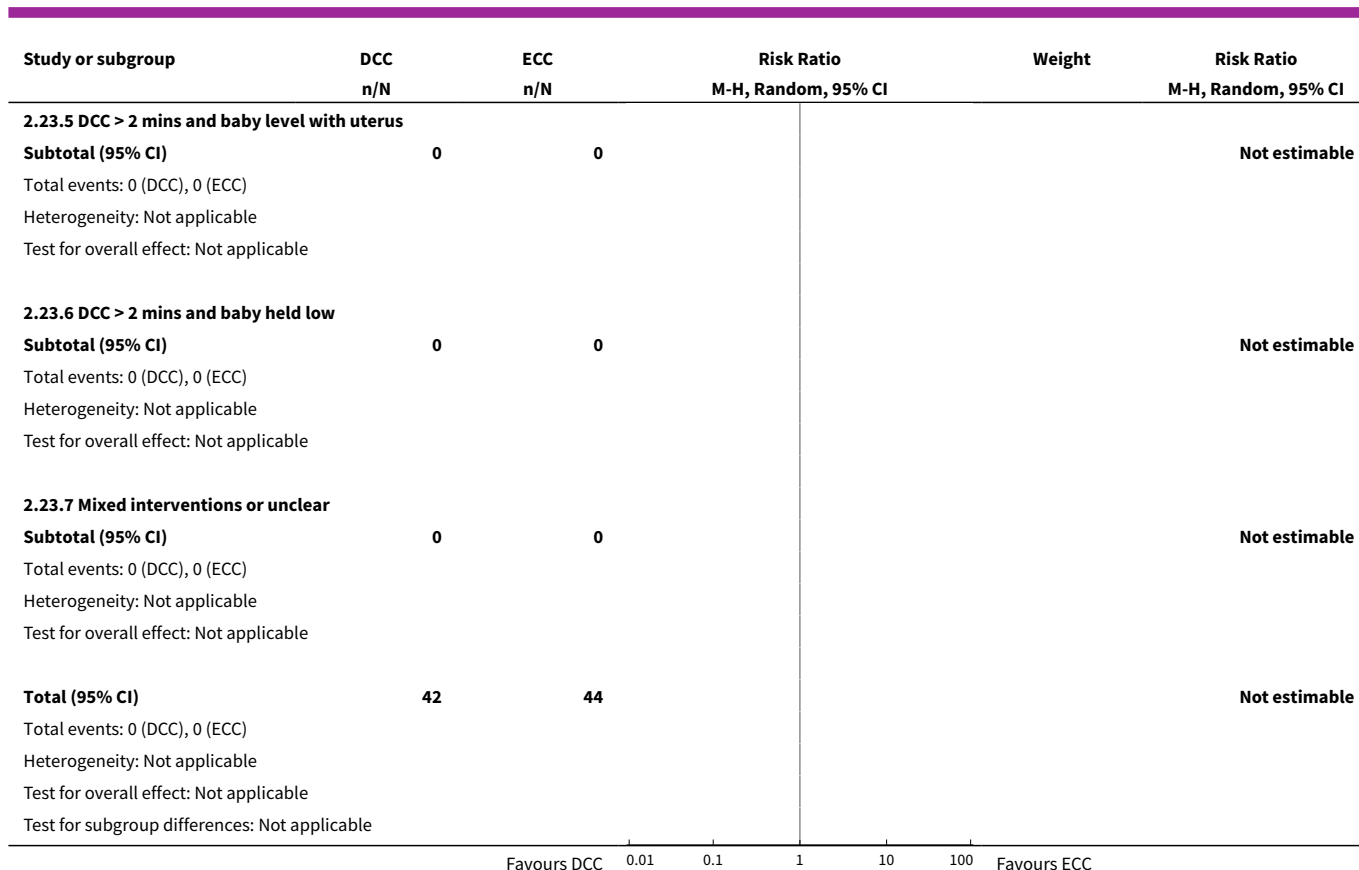 Study or subgroup DCC ECC Risk Ratio Weight Risk Ratio
n/N n/N M-H, Random, 95% CI M-H, Random, 95% CI
2.23.5 DCC > 2 mins and baby level with uterus
Subtotal (95% CI) 0 0 Not estimable
Total events: 0 (DCC), 0 (ECC)
Heterogeneity: Not applicable
Test for overall effect: Not applicable
2.23.6 DCC > 2 mins and baby held low
Subtotal (95% CI) 0 0 Not estimable
Total events: 0 (DCC), 0 (ECC)
Heterogeneity: Not applicable
Test for overall effect: Not applicable
2.23.7 Mixed interventions or unclear
Subtotal (95% CI) 0 0 Not estimable
Total events: 0 (DCC), 0 (ECC)
Heterogeneity: Not applicable
Test for overall effect: Not applicable
Total (95% CI) 42 44 Not estimable
Total events: 0 (DCC), 0 (ECC)
Heterogeneity: Not applicable
Test for overall effect: Not applicable
Test for subgroup differences: Not applicable
Favours DCC 0.01 0.1 1 10 100 Favours ECC